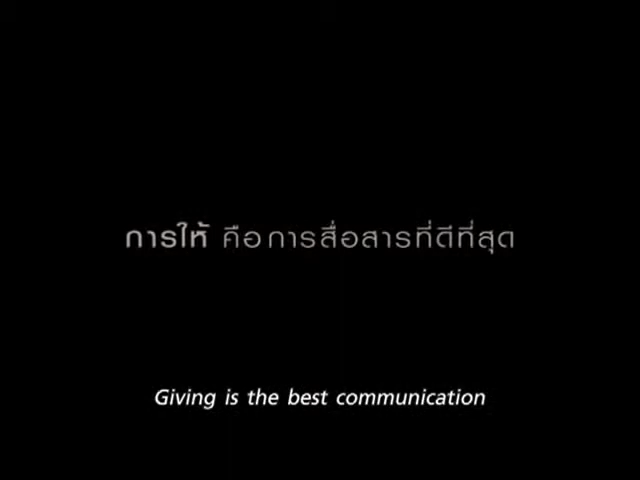 การให้ คือการสื่อสารที่ดีที่สุด
Giving is the best communication